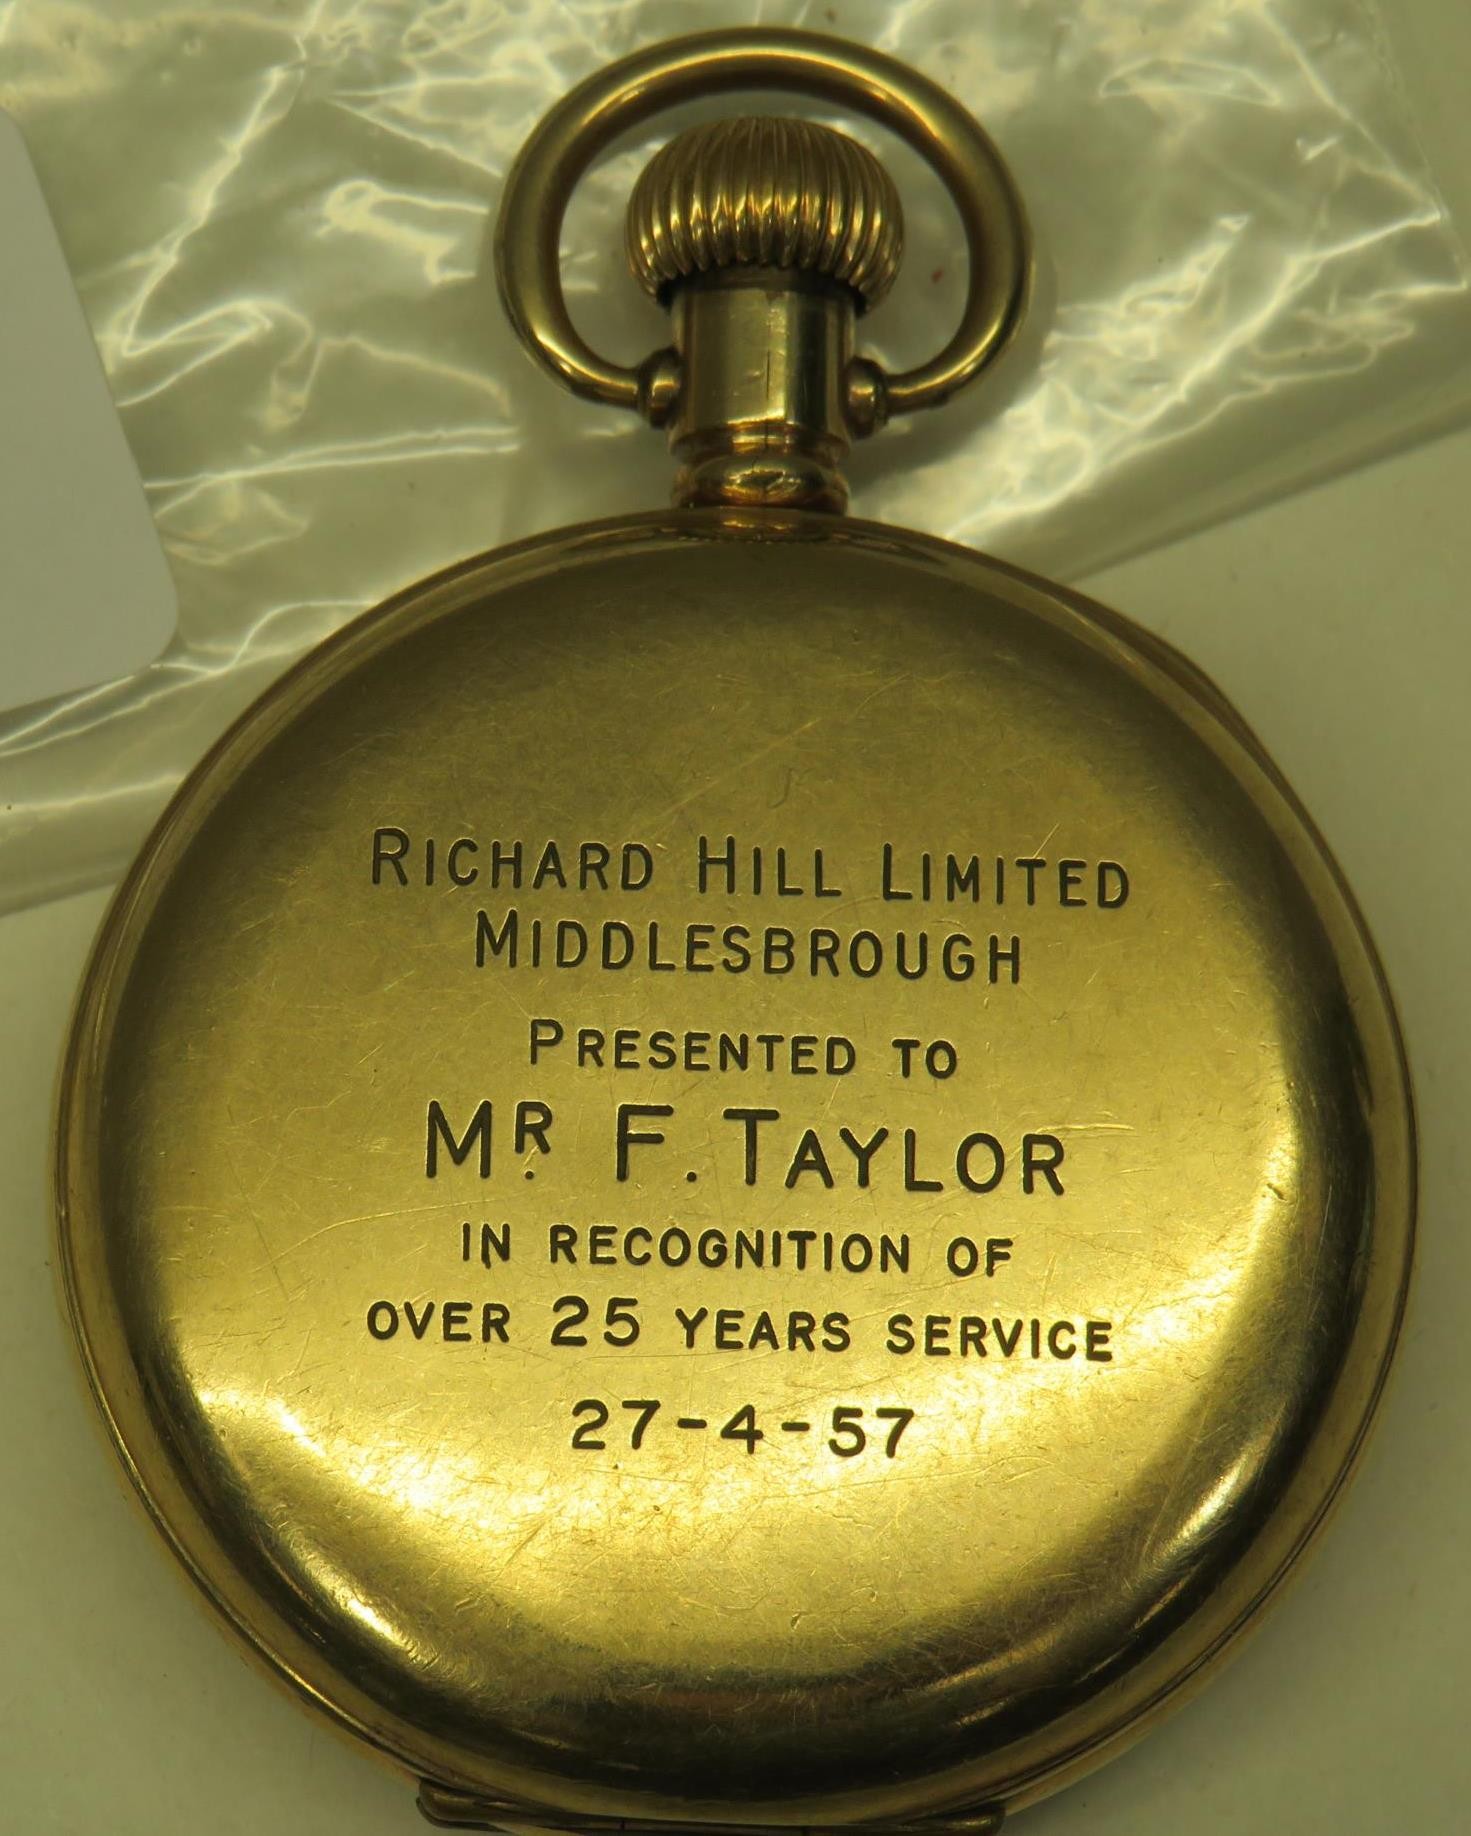 RICHARD HILL LIMITED
MIDDLESBROUGH
PRESENTED TO
MR. F. TAYLOR
IN RECOGNITION OF
OVER 25 YEARS SERVICE
27-4-57